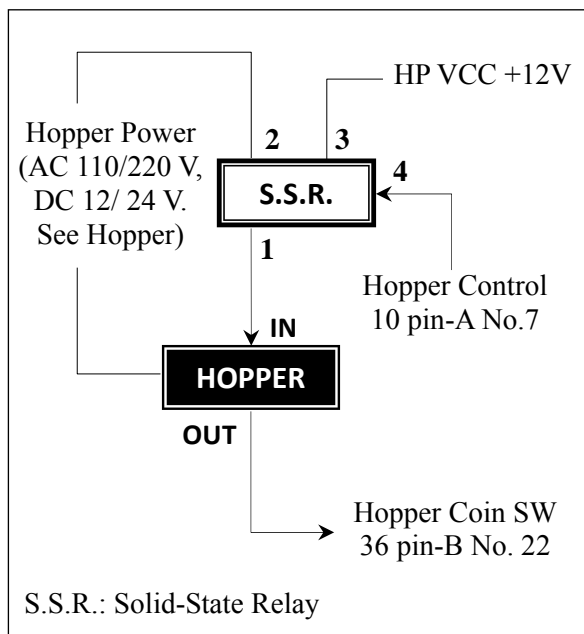 HP VCC +12V
Hopper Power
(AC 110/220 V,
DC 12/ 24 V.
See Hopper)
2
3
S.S.R.
4
1
Hopper Control
10 pin-A No.7
IN
HOPPER
OUT
Hopper Coin SW
36 pin-B No. 22
S.S.R.: Solid-State Relay